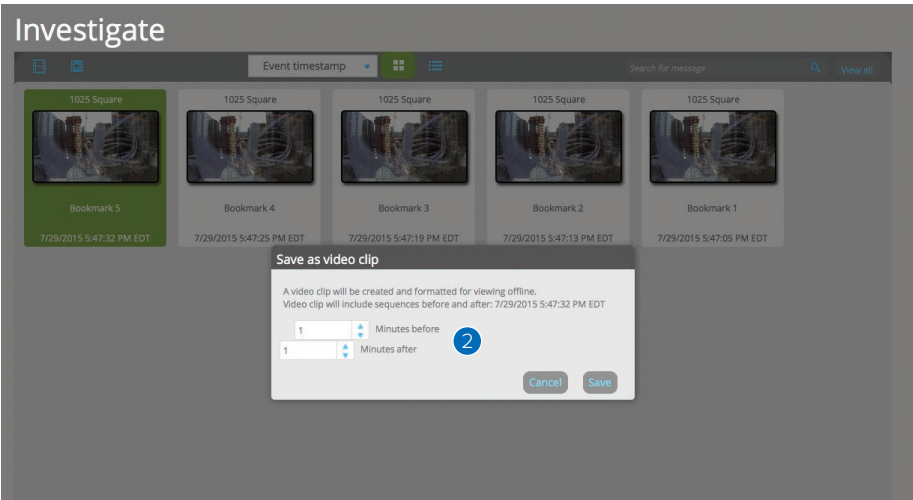 Investigate
Event timestamp
Search for message
View all
1025 Square
1025 Square
1025 Square
1025 Square
1025 Square
Bookmark 5
Bookmark 4
Bookmark 3
Bookmark 2
Bookmark 1
7/29/2015 5:47:32 PM EDT
7/29/2015 5:47:25 PM EDT
7/29/2015 5:47:19 PM EDT
7/29/2015 5:47:13 PM EDT
7/29/2015 5:47:05 PM EDT
Save as video clip
A video clip will be created and formatted for viewing offline.
Video clip will include sequences before and after: 7/29/2015 5:47:32 PM EDT
1 Minutes before
1 Minutes after
2
Cancel Save